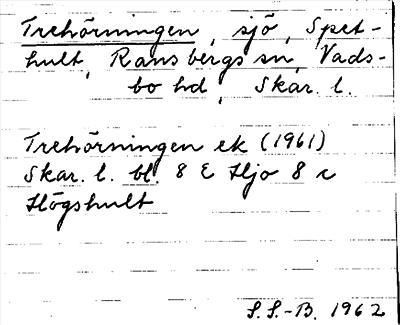 Trehörningen, sjö, Spet-
hult, Ransbergs sn, Vads-
bo hd, Skar. l.
Trehörningen ek (1961)
Skar. l. bl. 8 E Hjo 8 c
Högshult
S. S.-B. 1962